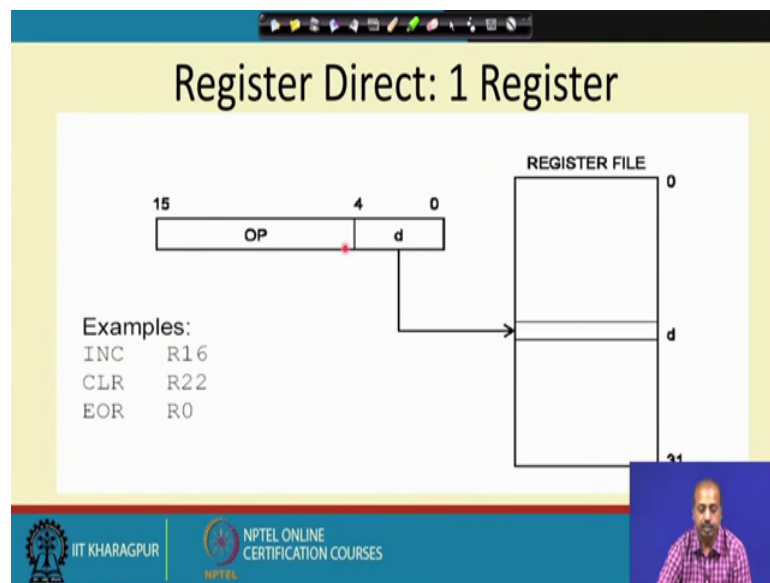 Register Direct: 1 Register
REGISTER FILE
0
15 4 0
OP d
d
Examples:
INC R16
CLR R22
EOR R0
31
IIT KHARAGPUR
NPTEL
NPTEL ONLINE
CERTIFICATION COURSES